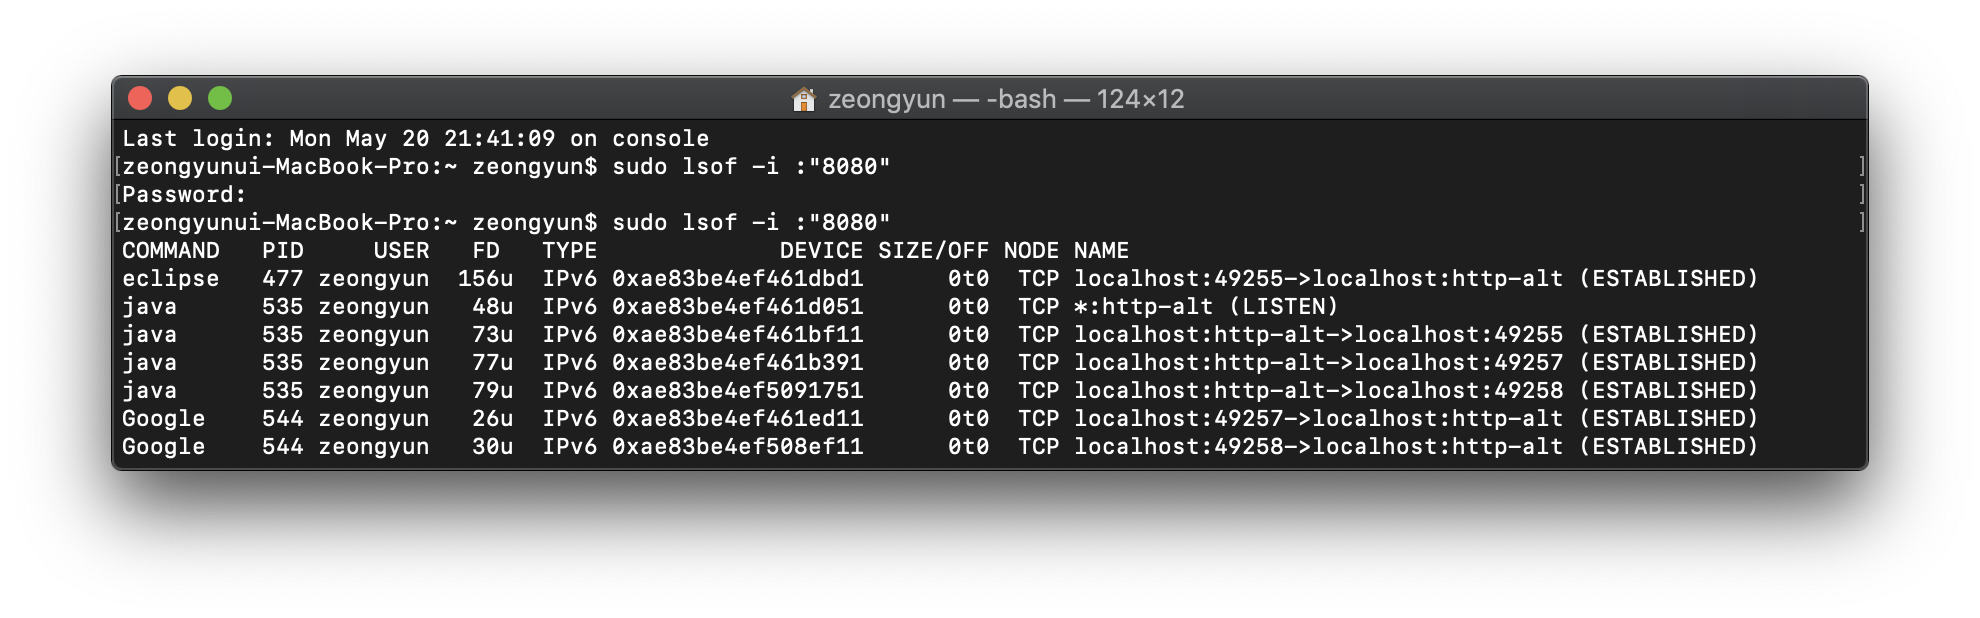 zeongyun — -bash — 124×12
Last login: Mon May 20 21:41:09 on console
[zeongyunui-MacBook-Pro:~ zeongyun$ sudo lsof -i :"8080" ]
[Password: ]
[zeongyunui-MacBook-Pro:~ zeongyun$ sudo lsof -i :"8080" ]
COMMAND   PID     USER   FD   TYPE             DEVICE SIZE/OFF NODE NAME
eclipse   477 zeongyun  156u  IPv6 0xae83be4ef461dbd1      0t0  TCP localhost:49255->localhost:http-alt (ESTABLISHED)
java      535 zeongyun   48u  IPv6 0xae83be4ef461d051      0t0  TCP *:http-alt (LISTEN)
java      535 zeongyun   73u  IPv6 0xae83be4ef461bf11      0t0  TCP localhost:http-alt->localhost:49255 (ESTABLISHED)
java      535 zeongyun   77u  IPv6 0xae83be4ef461b391      0t0  TCP localhost:http-alt->localhost:49257 (ESTABLISHED)
java      535 zeongyun   79u  IPv6 0xae83be4ef5091751      0t0  TCP localhost:http-alt->localhost:49258 (ESTABLISHED)
Google    544 zeongyun   26u  IPv6 0xae83be4ef461ed11      0t0  TCP localhost:49257->localhost:http-alt (ESTABLISHED)
Google    544 zeongyun   30u  IPv6 0xae83be4ef508ef11      0t0  TCP localhost:49258->localhost:http-alt (ESTABLISHED)